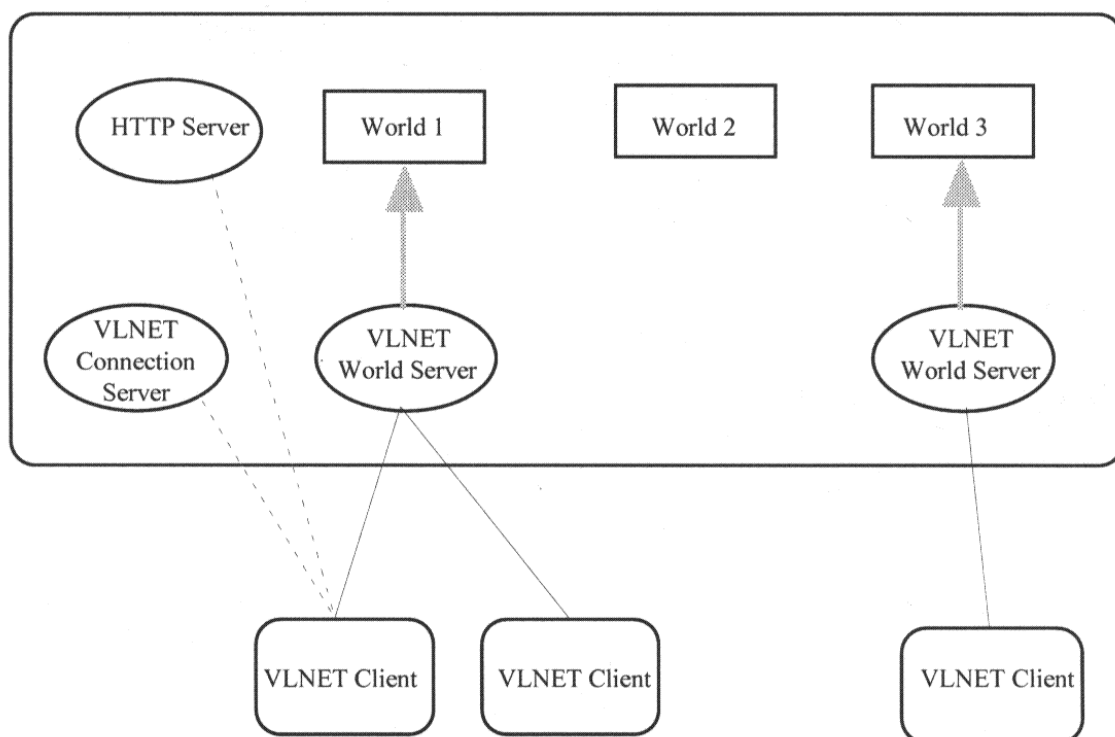 HTTP Server
World 1
World 2
World 3
VLNET
Connection
Server
VLNET
World Server
VLNET
World Server
VLNET Client
VLNET Client
VLNET Client